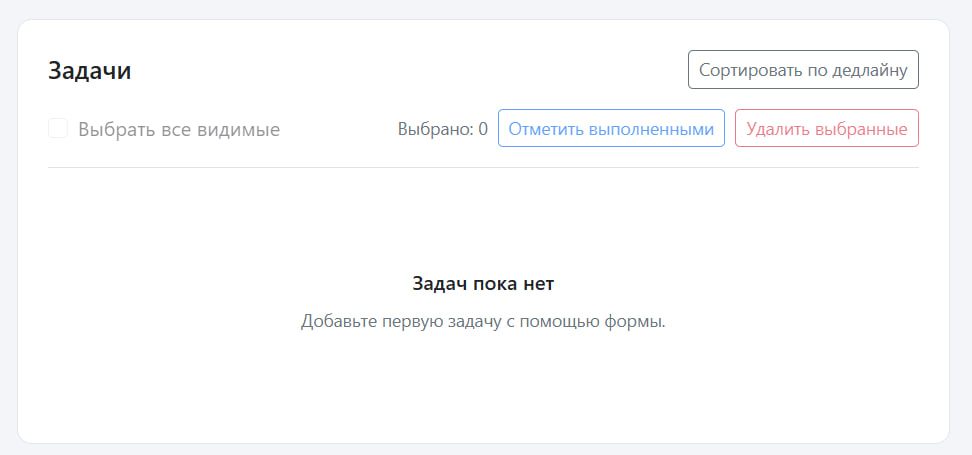 Задачи
Сортировать по дедлайну
Выбрать все видимые
Выбрано: 0
Отметить выполненными
Удалить выбранные
Задач пока нет
Добавьте первую задачу с помощью формы.